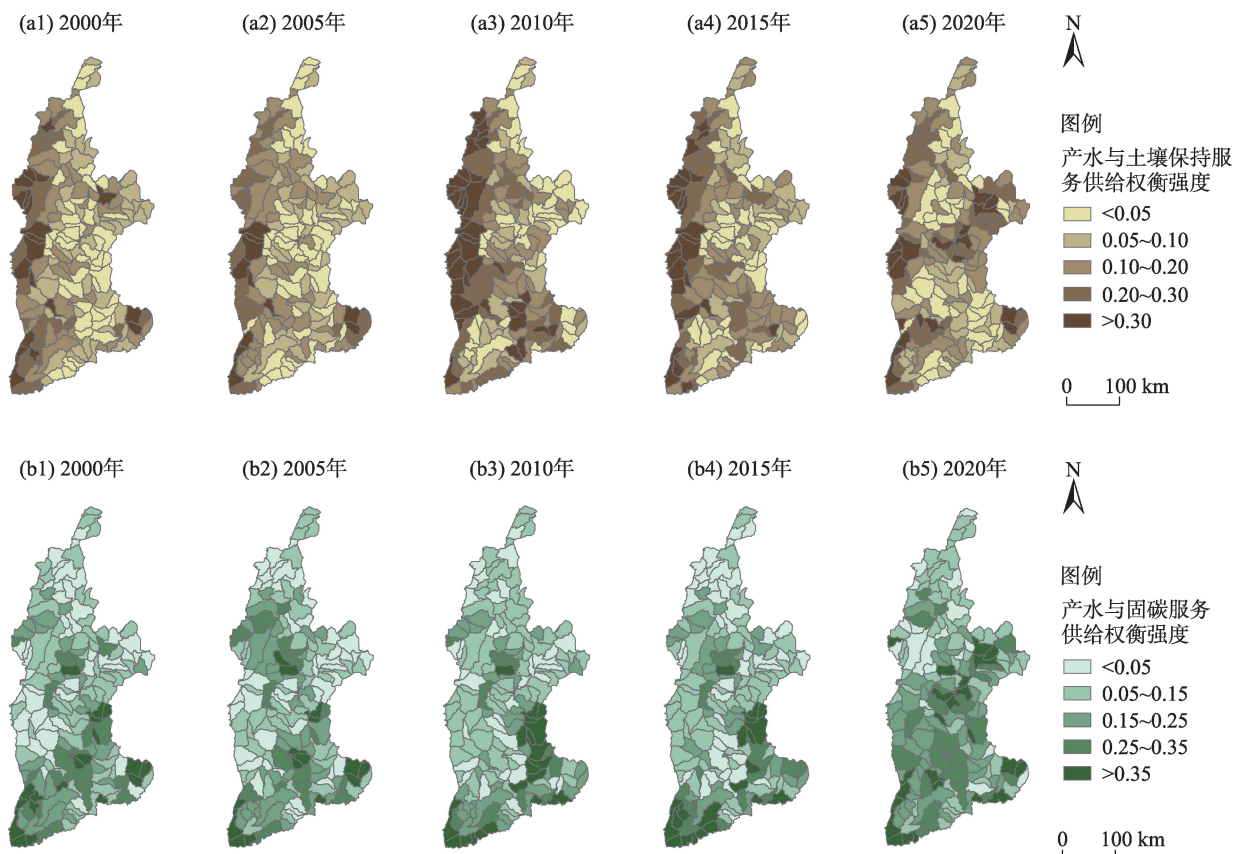 (a1) 2000年
(a2) 2005年
(a3) 2010年
(a4) 2015年
(a5) 2020年
N
图例
产水与土壤保持服
务供给权衡强度
<0.05
0.05~0.10
0.10~0.20
0.20~0.30
>0.30
0 100 km
(b1) 2000年
(b2) 2005年
(b3) 2010年
(b4) 2015年
(b5) 2020年
N
图例
产水与固碳服务
供给权衡强度
<0.05
0.05~0.15
0.15~0.25
0.25~0.35
>0.35
0 100 km